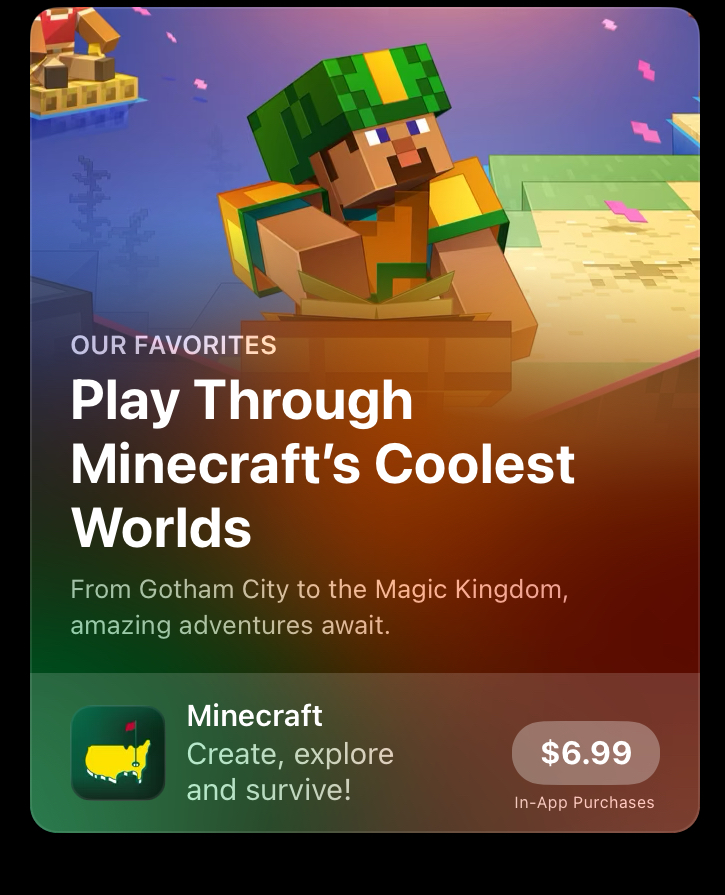 OUR FAVORITES
Play Through
Minecraft’s Coolest
Worlds
From Gotham City to the Magic Kingdom,
amazing adventures await.
Minecraft
Create, explore
and survive!
$6.99
In-App Purchases